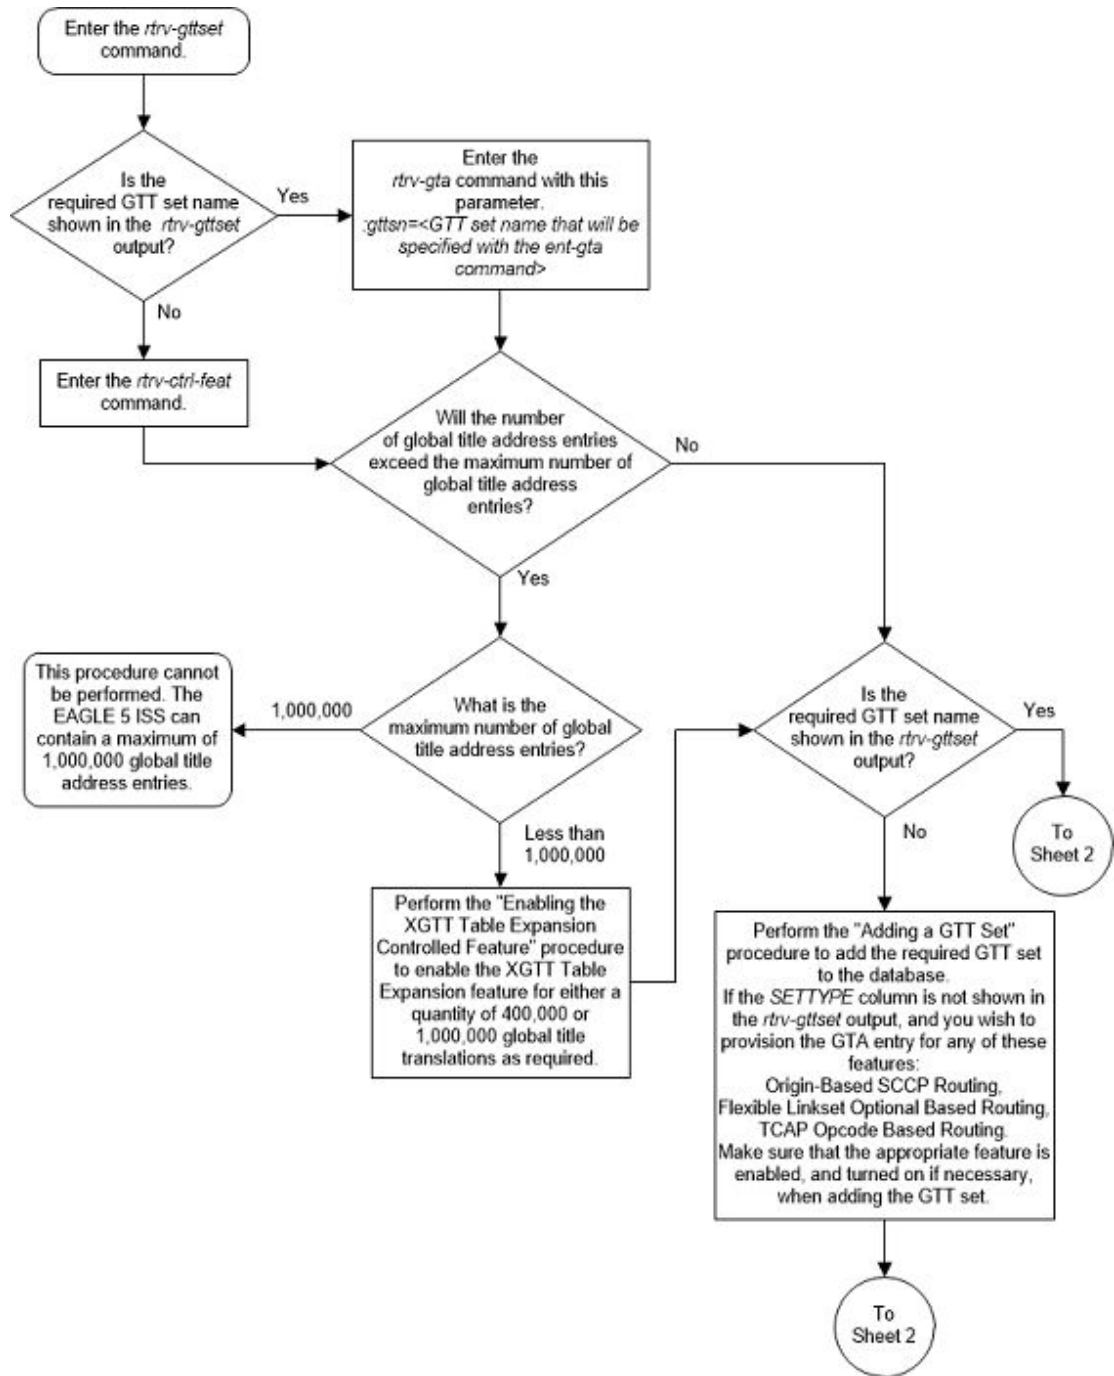 Enter the rtrv-gttset
command.
Is the
required GTT set name
shown in the rtrv-gttset
output?
Yes
Enter the
rtrv-gta command with this
parameter.
:gttsn=<GTT set name that will be
specified with the ent-gta
command>
No
Enter the rtrv-ctrl-feat
command.
Will the number
of global title address entries
exceed the maximum number of
global title address
entries?
No
Yes
This procedure cannot
be performed. The
EAGLE 5 ISS can
contain a maximum of
1,000,000 global title
address entries.
1,000,000
What is the
maximum number of global
title address entries?
Is the
required GTT set name
shown in the rtrv-gttset
output?
Yes
To
Sheet 2
No
Less than
1,000,000
Perform the "Enabling the
XGTT Table Expansion
Controlled Feature" procedure
to enable the XGTT Table
Expansion feature for either a
quantity of 400,000 or
1,000,000 global title
translations as required.
Perform the "Adding a GTT Set"
procedure to add the required GTT set
to the database.
If the SETTYPE column is not shown in
the rtrv-gttset output, and you wish to
provision the GTA entry for any of these
features:
Origin-Based SCCP Routing,
Flexible Linkset Optional Based Routing,
TCAP Opcode Based Routing.
Make sure that the appropriate feature is
enabled, and turned on if necessary,
when adding the GTT set.
To
Sheet 2